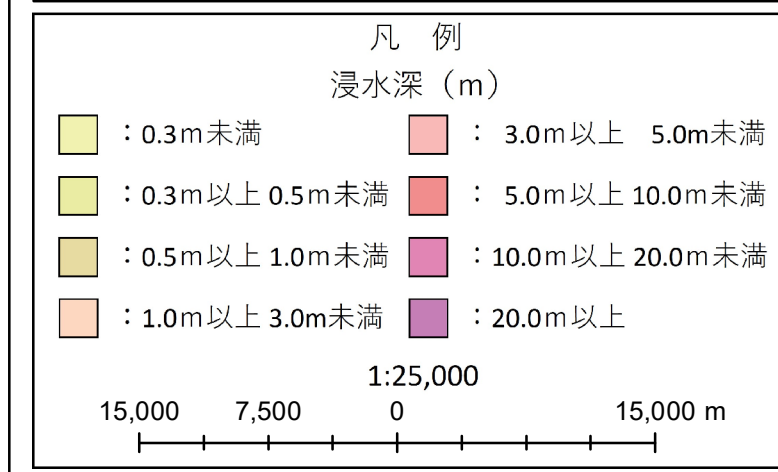 凡 例
浸水深（m）
：0.3m未満
：0.3m以上 0.5m未満
：0.5m以上 1.0m未満
：1.0m以上 3.0m未満
： 3.0m以上 5.0m未満
： 5.0m以上 10.0m未満
：10.0m以上 20.0m未満
：20.0m以上
1:25,000
15,000 7,500 0 15,000 m